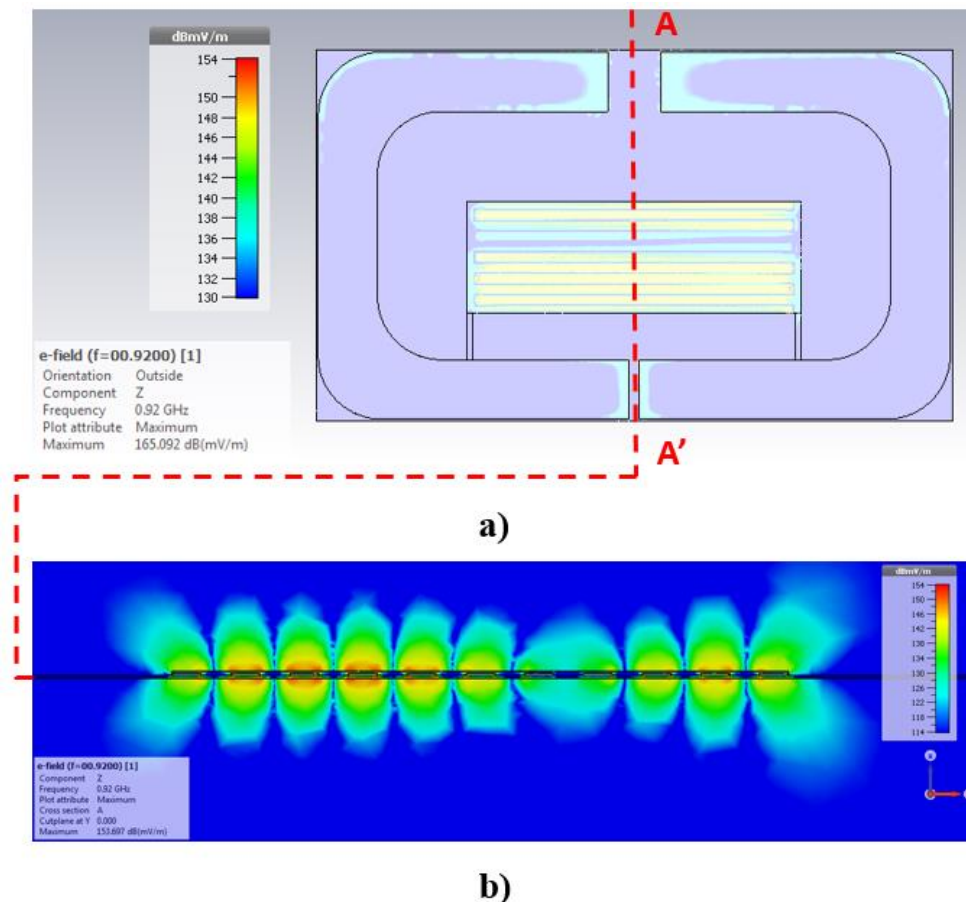 dBmV/m
154
150
148
146
144
142
140
138
136
134
132
130
A
e-field (f=00.9200) [1]
Orientation Outside
Component Z
Frequency 0.92 GHz
Plot attribute Maximum
Maximum 165.092 dB(mV/m)
A'
a)
dBmV/m
154
146
142
138
134
130
126
122
118
114
e-field (f=00.9200) [1]
Component Z
Frequency 0.92 GHz
Plot attribute Maximum
Cross section A
Cutplane at Y 0.000
Maximum 153.697 dB(mV/m)
b)